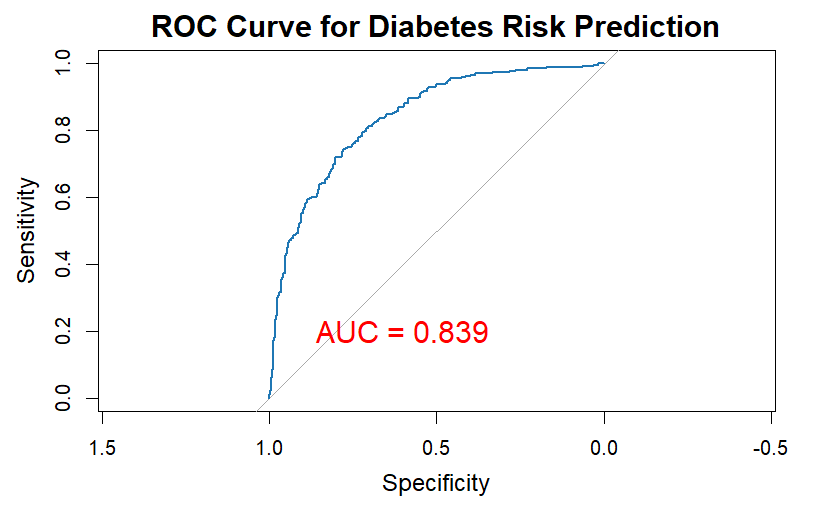 ROC Curve for Diabetes Risk Prediction
Sensitivity
1.0
0.8
0.6
0.4
0.2
0.0
AUC = 0.839
1.5 1.0 0.5 0.0 -0.5
Specificity